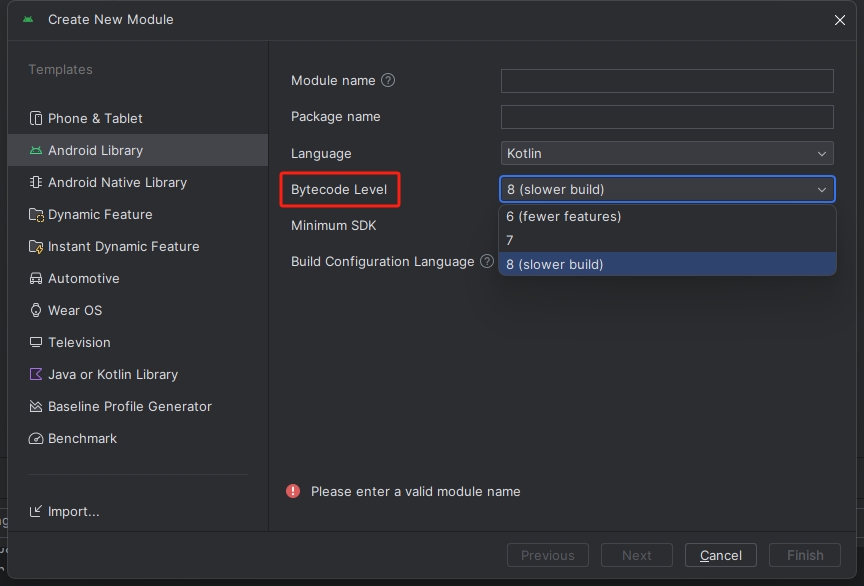 Create New Module
Templates
Phone & Tablet
Android Library
Android Native Library
Dynamic Feature
Instant Dynamic Feature
Automotive
Wear OS
Television
Java or Kotlin Library
Baseline Profile Generator
Benchmark
Import...
Module name
Package name
Language
Kotlin
Bytecode Level
8 (slower build)
6 (fewer features)
7
8 (slower build)
Minimum SDK
Build Configuration Language
Please enter a valid module name
Previous
Next
Cancel
Finish